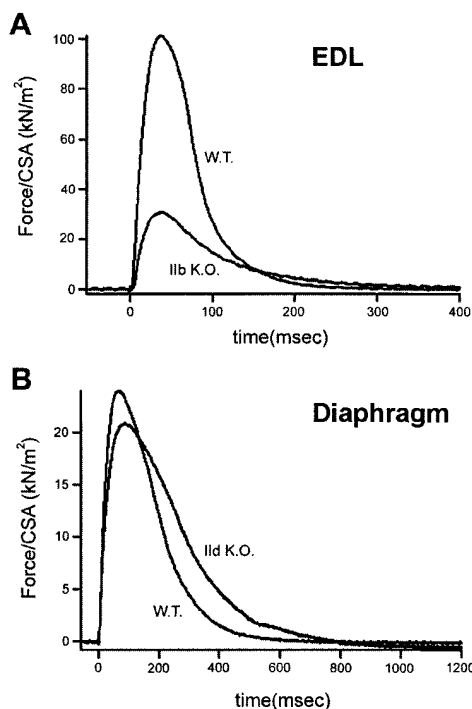 A
EDL
Force/CSA (kN/m²)
100
80
60
40
20
0
W.T.
IIb K.O.
0
100
200
300
400
time(msec)
B
Diaphragm
Force/CSA (kN/m²)
20
15
10
5
0
IId K.O.
W.T.
0
200
400
600
800
1000
1200
time(msec)